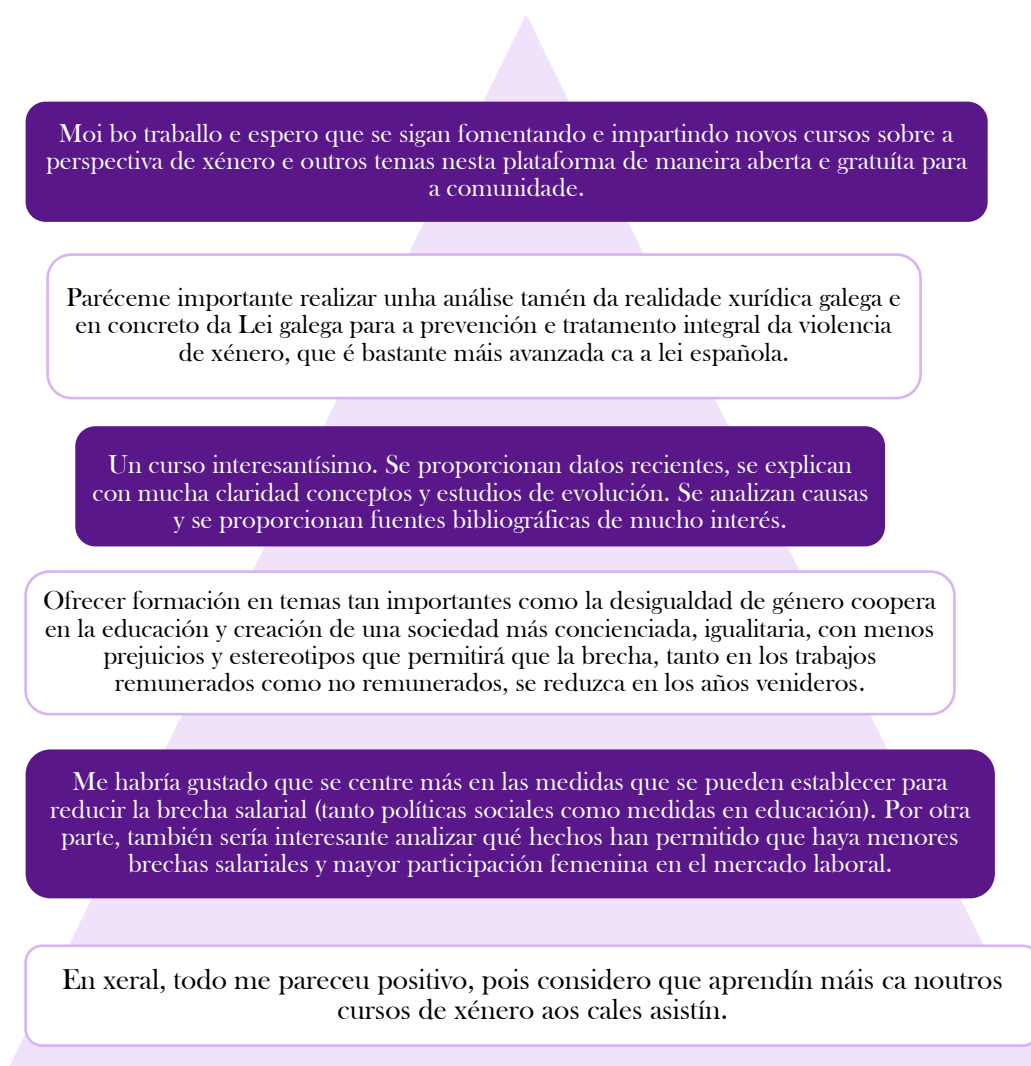 Moi bo traballo e espero que se sigan fomentando e impartindo novos cursos sobre a
perspectiva de xénero e outros temas nesta plataforma de maneira aberta e gratuíta para
a comunidade.
Paréceme importante realizar unha análise tamén da realidade xurídica galega e
en concreto da Lei galega para a prevención e tratamento integral da violencia
de xénero, que é bastante máis avanzada ca a lei española.
Un curso interesantísimo. Se proporcionan datos recientes, se explican
con mucha claridad conceptos y estudios de evolución. Se analizan causas
y se proporcionan fuentes bibliográficas de mucho interés.
Ofrecer formación en temas tan importantes como la desigualdad de género coopera
en la educación y creación de una sociedad más concienciada, igualitaria, con menos
prejuicios y estereotipos que permitirá que la brecha, tanto en los trabajos
remunerados como no remunerados, se reduzca en los años venideros.
Me habría gustado que se centre más en las medidas que se pueden establecer para
reducir la brecha salarial (tanto políticas sociales como medidas en educación). Por otra
parte, también sería interesante analizar qué hechos han permitido que haya menores
brechas salariales y mayor participación femenina en el mercado laboral.
En xeral, todo me pareceu positivo, pois considero que aprendín máis ca noutros
cursos de xénero aos cales asistín.